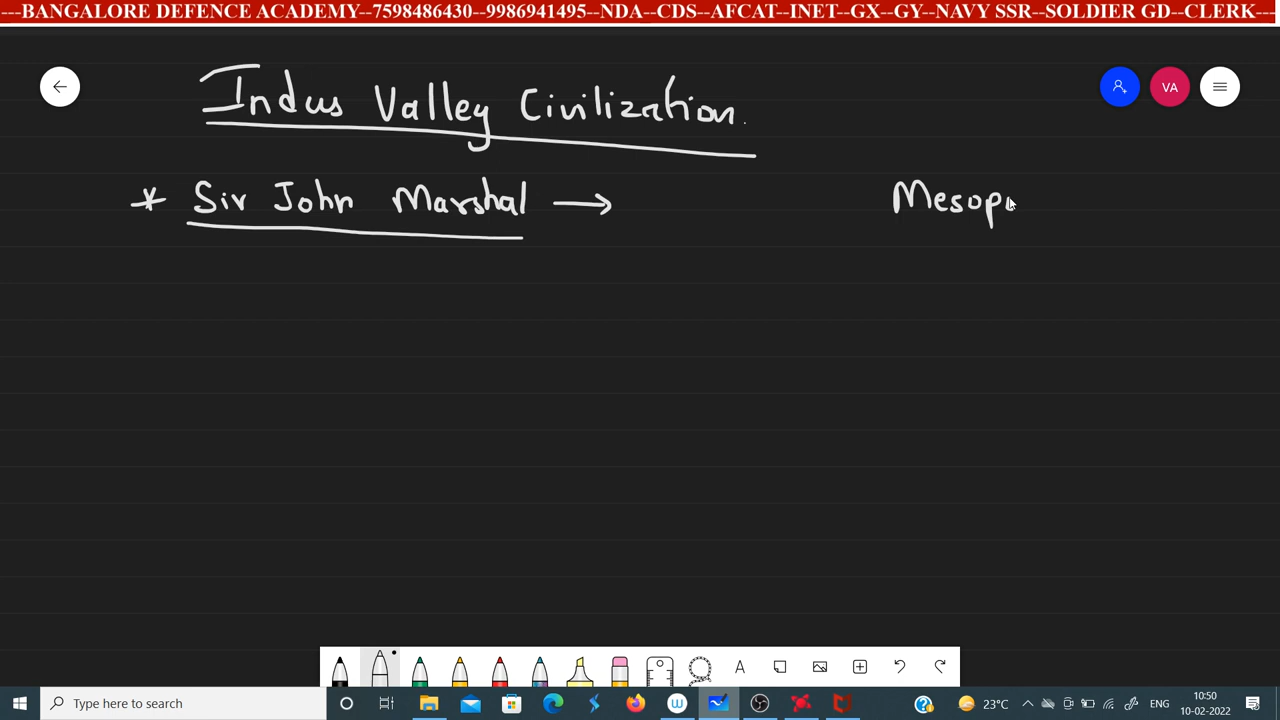 ---BANGALORE DEFENCE ACADEMY--7598486430--9986941495--NDA--CDS--AFCAT--INET--GX--GY--NAVY SSR--SOLDIER GD--CLERK---
Indus Valley Civilization.
VA
* Sir John Marshal → Mesopo
A
Type here to search
23°C
ENG
10:50
10-02-2022